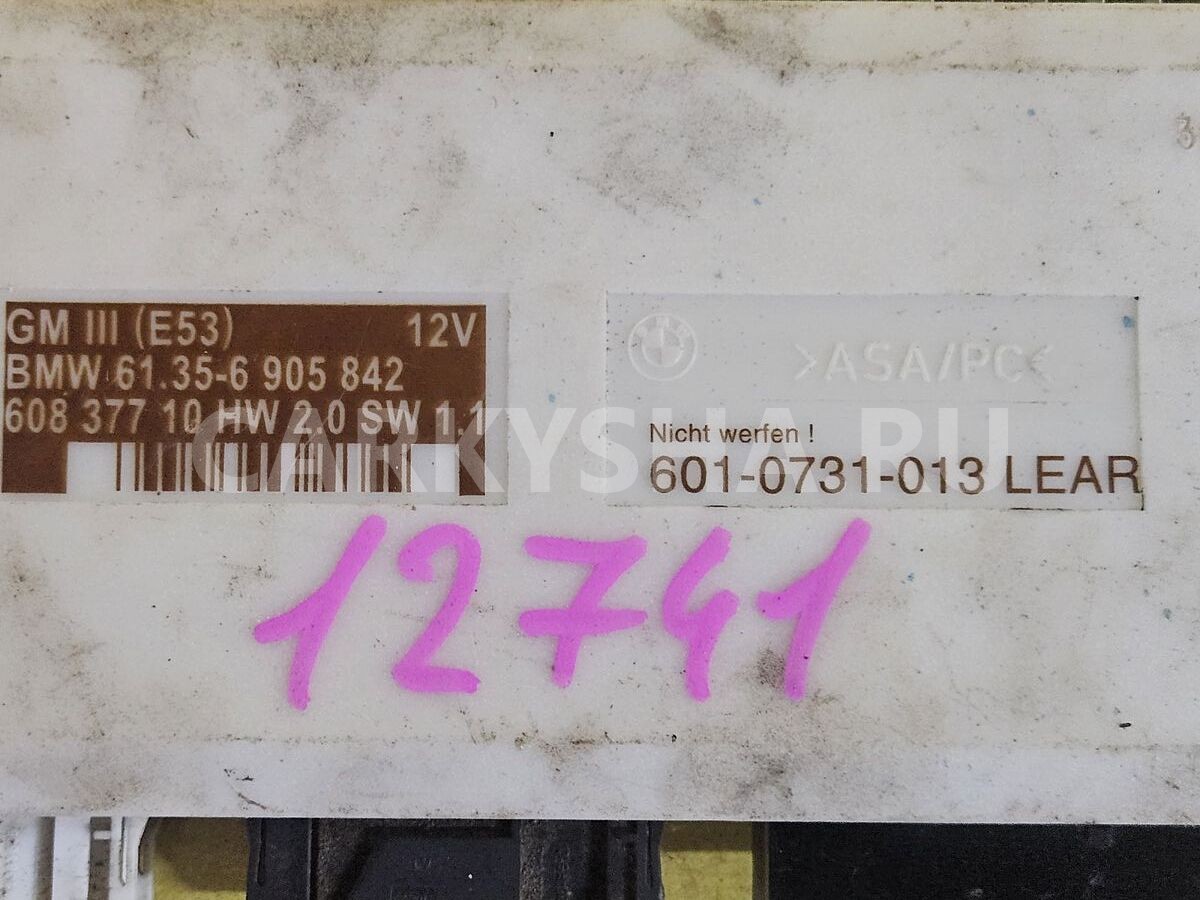 GM III (E53) 12V
BMW 61.35-6 905 842
608 377 10 HW 2.0 SW 1.1
>ASA/PC<
Nicht werfen !
601-0731-013 LEAR
CARKYSHA.RU
12741